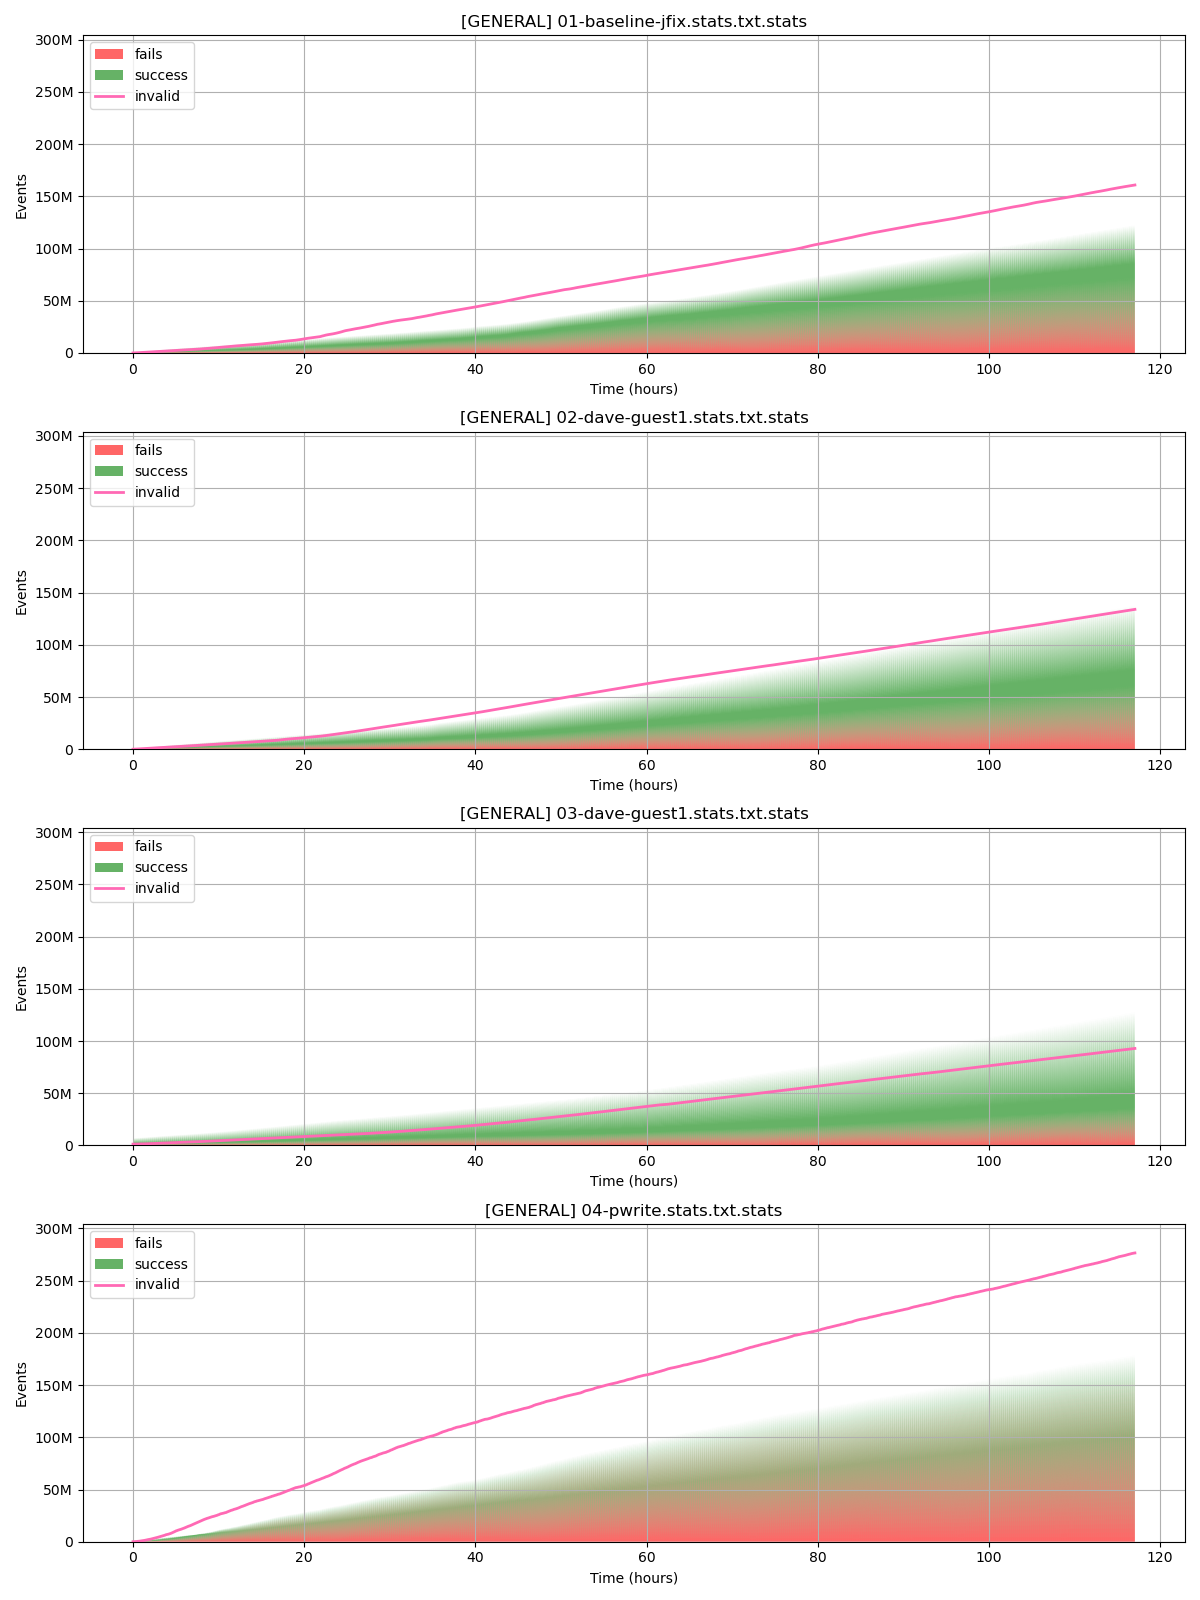 [GENERAL] 01-baseline-jfix.stats.txt.stats
300M
250M
200M
150M
100M
50M
0
Events
fails
success
invalid
0 20 40 60 80 100 120
Time (hours)
[GENERAL] 02-dave-guest1.stats.txt.stats
300M
250M
200M
150M
100M
50M
0
Events
fails
success
invalid
0 20 40 60 80 100 120
Time (hours)
[GENERAL] 03-dave-guest1.stats.txt.stats
300M
250M
200M
150M
100M
50M
0
Events
fails
success
invalid
0 20 40 60 80 100 120
Time (hours)
[GENERAL] 04-pwrite.stats.txt.stats
300M
250M
200M
150M
100M
50M
0
Events
fails
success
invalid
0 20 40 60 80 100 120
Time (hours)